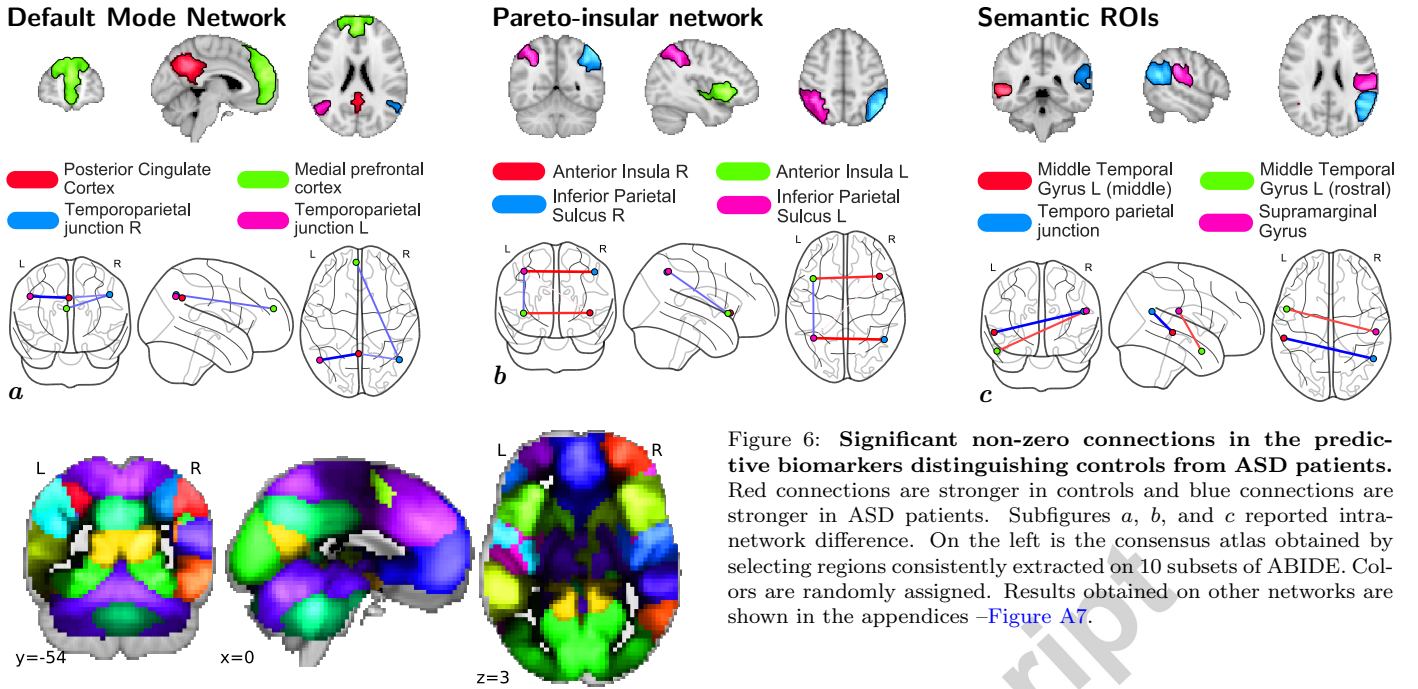 Default Mode Network
Posterior Cingulate
Cortex
Medial prefrontal
cortex
Temporoparietal
junction R
Temporoparietal
junction L
L R
a
Pareto-insular network
Anterior Insula R
Anterior Insula L
Inferior Parietal
Sulcus R
Inferior Parietal
Sulcus L
L R
L
R
b
Semantic ROIs
Middle Temporal
Gyrus L (middle)
Middle Temporal
Gyrus L (rostral)
Temporo parietal
junction
Supramarginal
Gyrus
L R
L R
c
L R
y=-54
x=0
L R
z=3
Figure 6: Significant non-zero connections in the predic-
tive biomarkers distinguishing controls from ASD patients.
Red connections are stronger in controls and blue connections are
stronger in ASD patients. Subfigures a, b, and c reported intra-
network difference. On the left is the consensus atlas obtained by
selecting regions consistently extracted on 10 subsets of ABIDE. Col-
ors are randomly assigned. Results obtained on other networks are
shown in the appendices –Figure A7.
ript